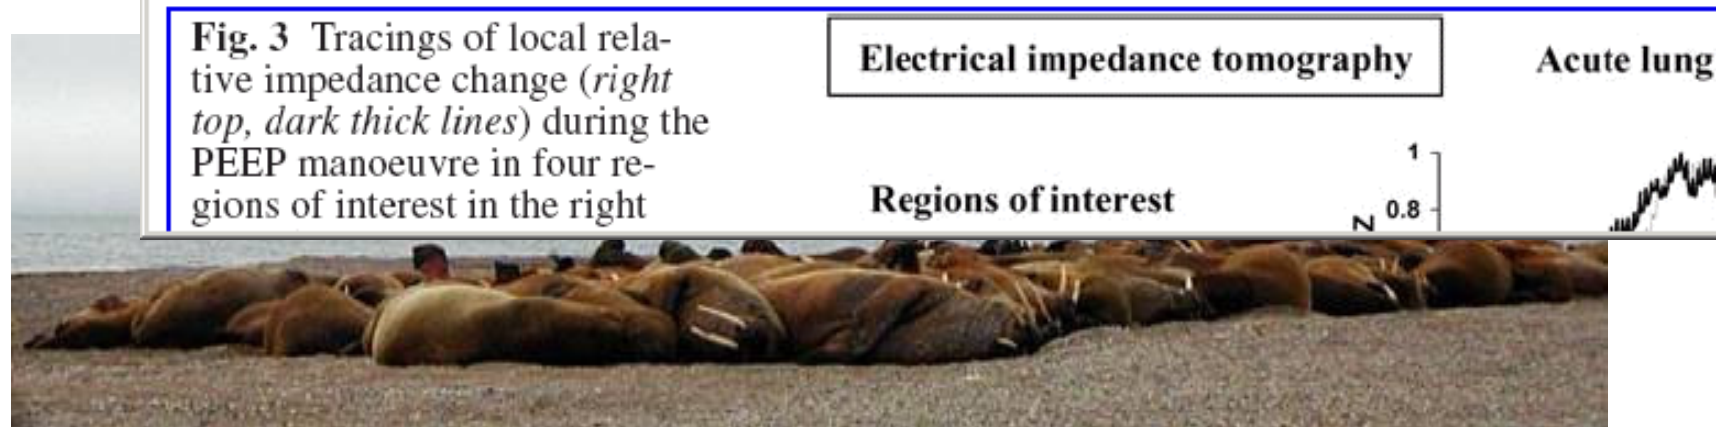 Fig. 3 Tracings of local rela-
tive impedance change (right
top, dark thick lines) during the
PEEP manoeuvre in four re-
gions of interest in the right
Electrical impedance tomography
Acute lung
Regions of interest
1
0.8
Z